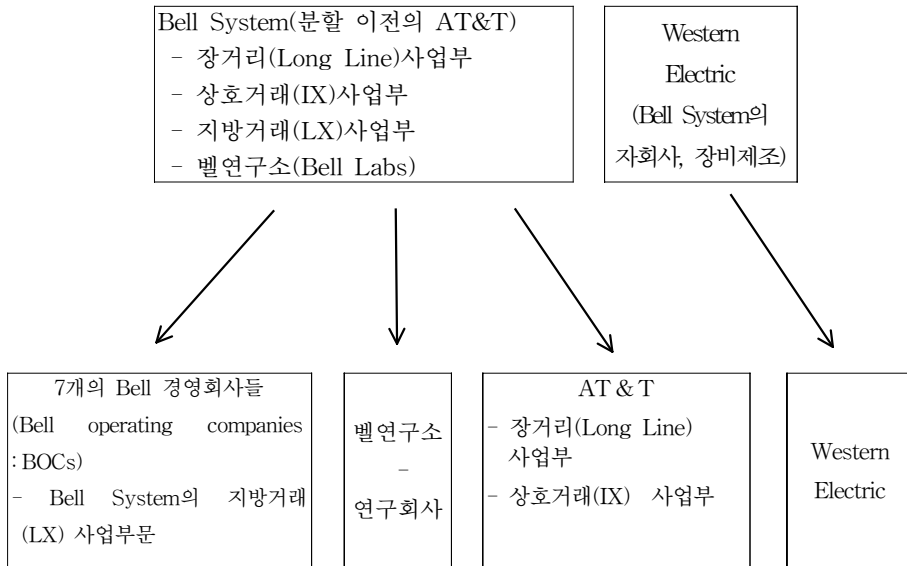 Bell System(분할 이전의 AT&T)
- 장거리(Long Line)사업부
- 상호거래(IX)사업부
- 지방거래(LX)사업부
- 벨연구소(Bell Labs)
Western
Electric
(Bell System의
자회사, 장비제조)
7개의 Bell 경영회사들
(Bell operating companies
:BOCs)
- Bell System의 지방거래
(LX) 사업부문
벨연구소
-
연구회사
AT&T
- 장거리(Long Line)
사업부
- 상호거래(IX) 사업부
Western
Electric